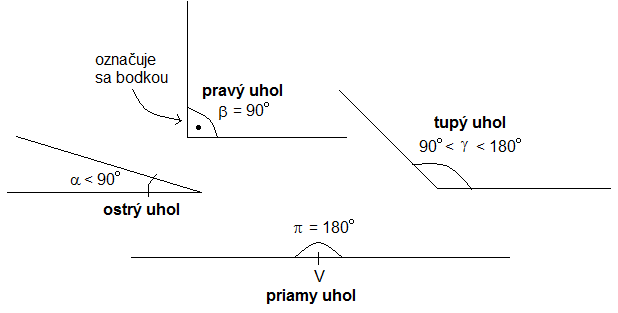 označuje
sa bodkou
pravý uhol
β = 90°
tupý uhol
90° < γ < 180°
α < 90°
ostrý uhol
π = 180°
V
priamy uhol